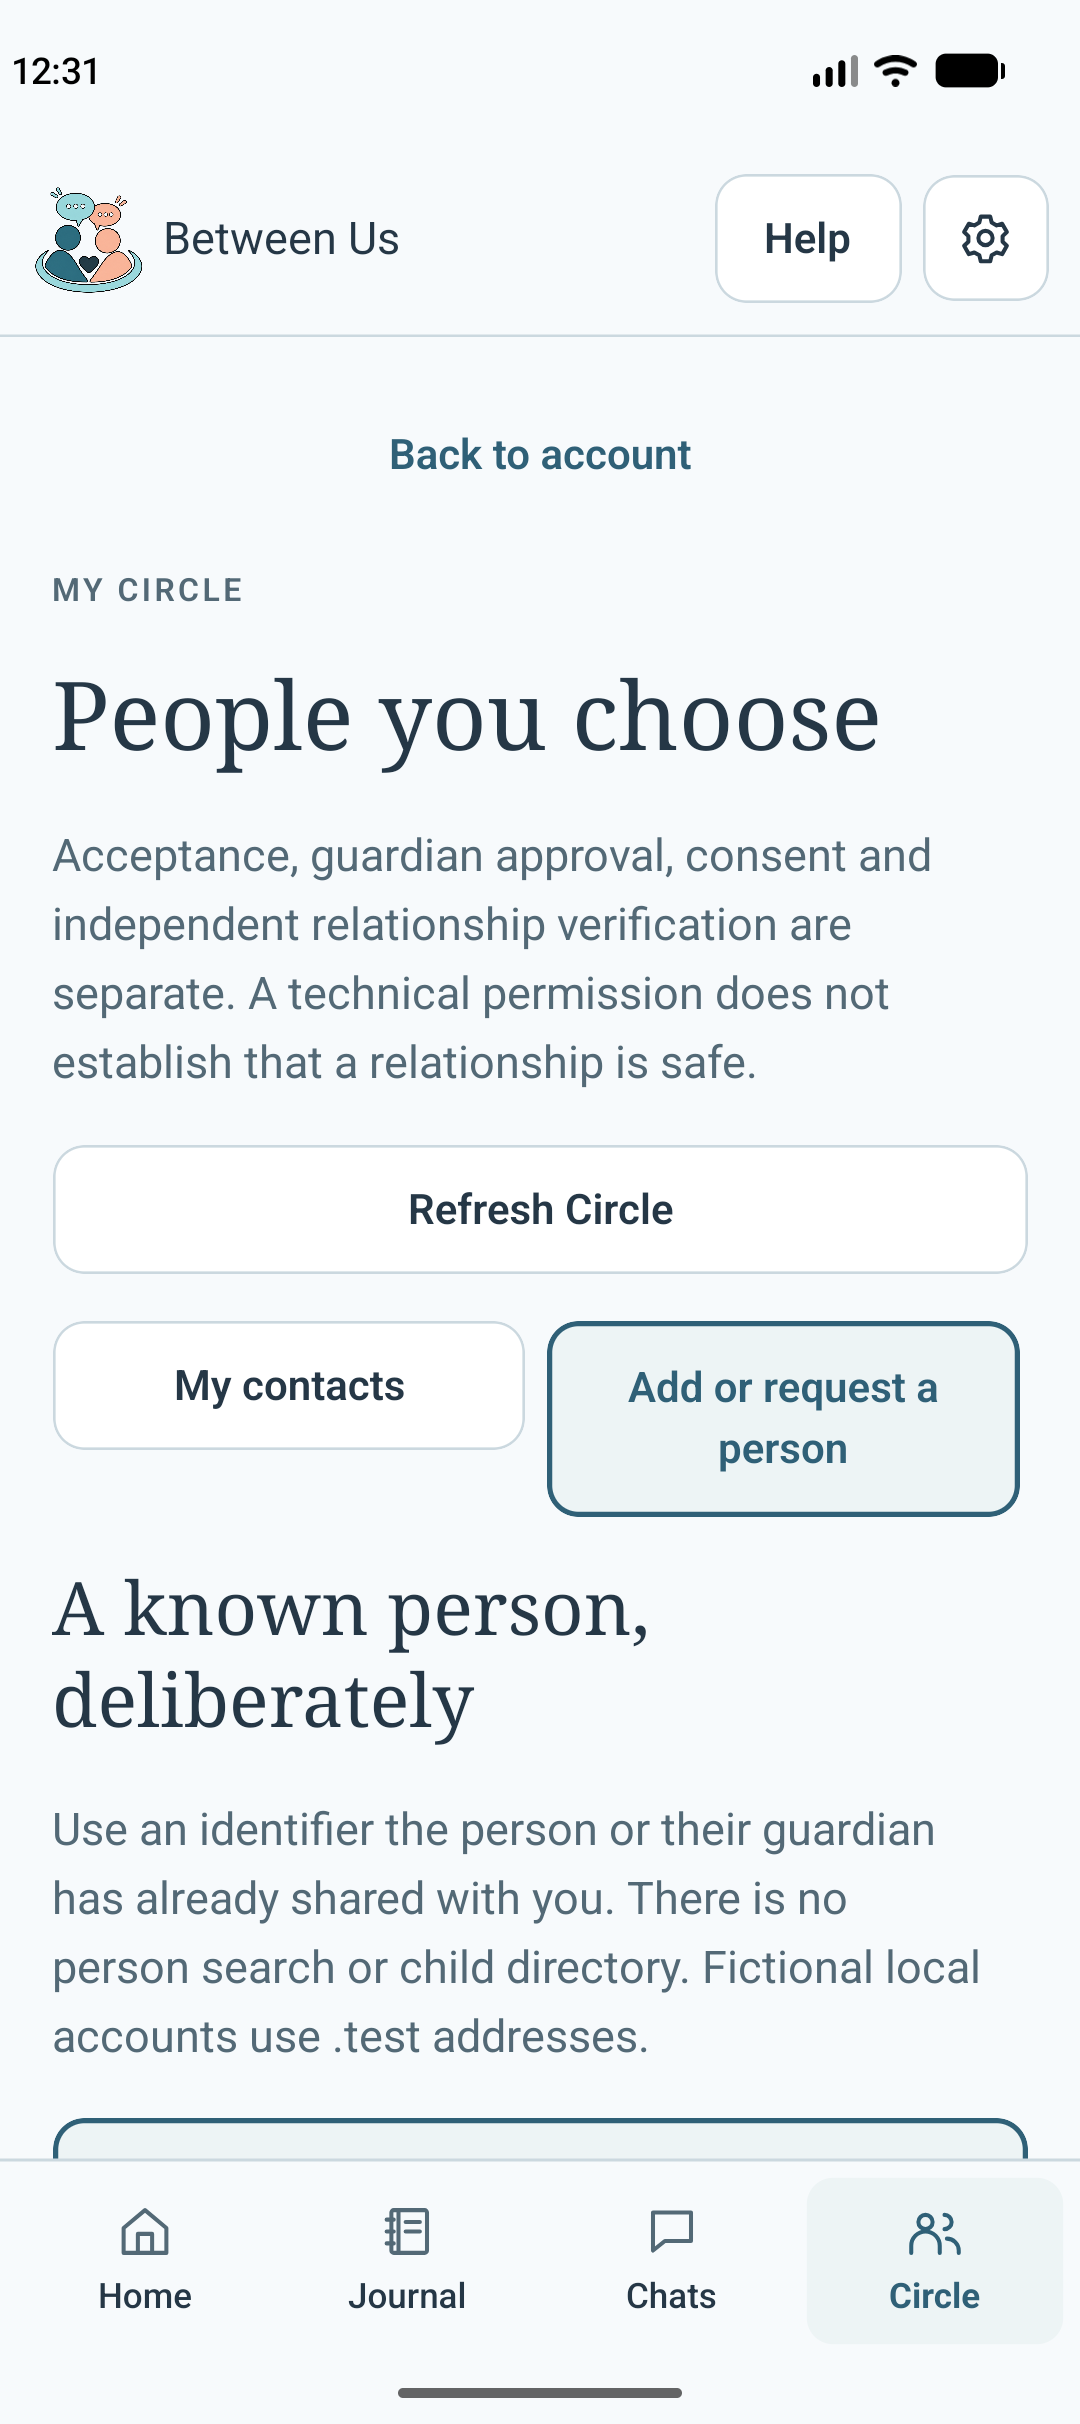 12:31
Between Us
Help
Back to account
MY CIRCLE
People you choose
Acceptance, guardian approval, consent and
independent relationship verification are
separate. A technical permission does not
establish that a relationship is safe.
Refresh Circle
My contacts
Add or request a
person
A known person,
deliberately
Use an identifier the person or their guardian
has already shared with you. There is no
person search or child directory. Fictional local
accounts use .test addresses.
Home
Journal
Chats
Circle